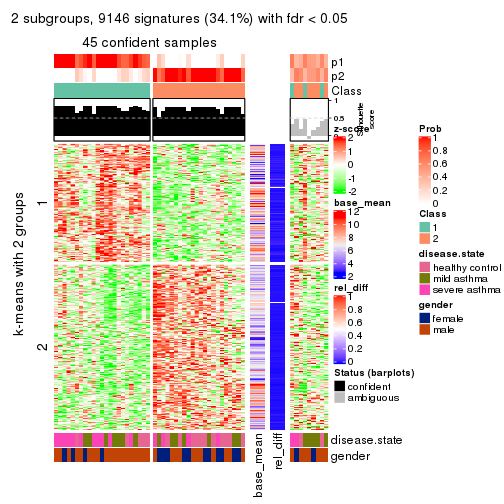 2 subgroups, 9146 signatures (34.1%) with fdr < 0.05
45 confident samples
p1
p2
Class
1
0.5
0
Silhouette
score
k-means with 2 groups
1
2
z-score
2
1
0
-1
-2
base_mean
12
10
8
6
4
2
rel_diff
1
0.8
0.6
0.4
0.2
0
Status (barplots)
confident
ambiguous
Prob
1
0.8
0.6
0.4
0.2
0
Class
1
2
disease.state
healthy control
mild asthma
severe asthma
gender
female
male
disease.state
gender
base_mean
rel_diff